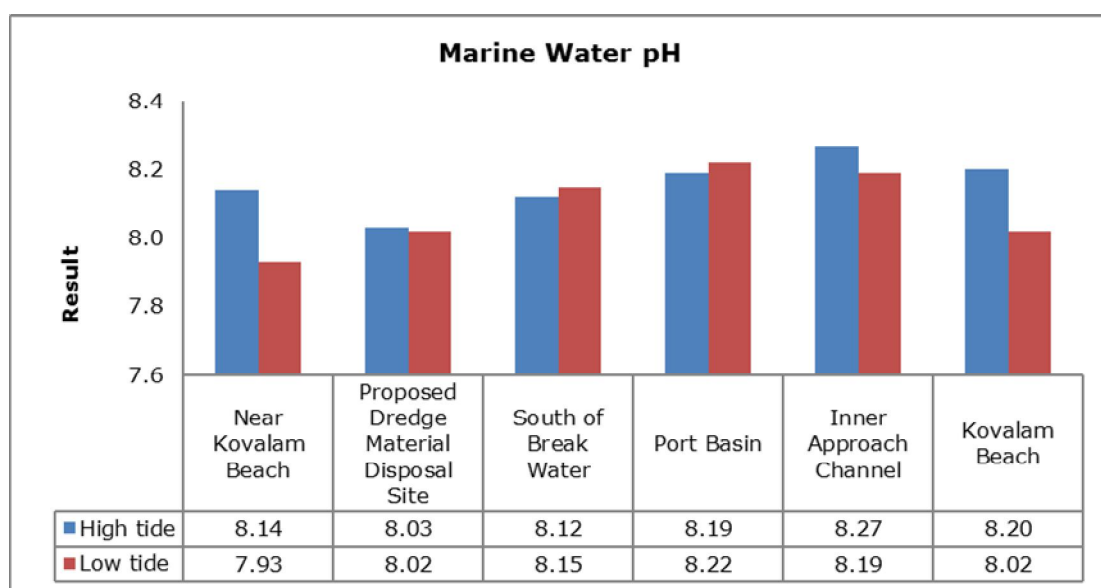 Marine Water pH
8.4
8.2
8.0
7.8
7.6
Result
Near
Kovalam
Beach
Proposed
Dredge
Material
Disposal
Site
South of
Break
Water
Port Basin
Inner
Approach
Channel
Kovalam
Beach
High tide 8.14 8.03 8.12 8.19 8.27 8.20
Low tide 7.93 8.02 8.15 8.22 8.19 8.02